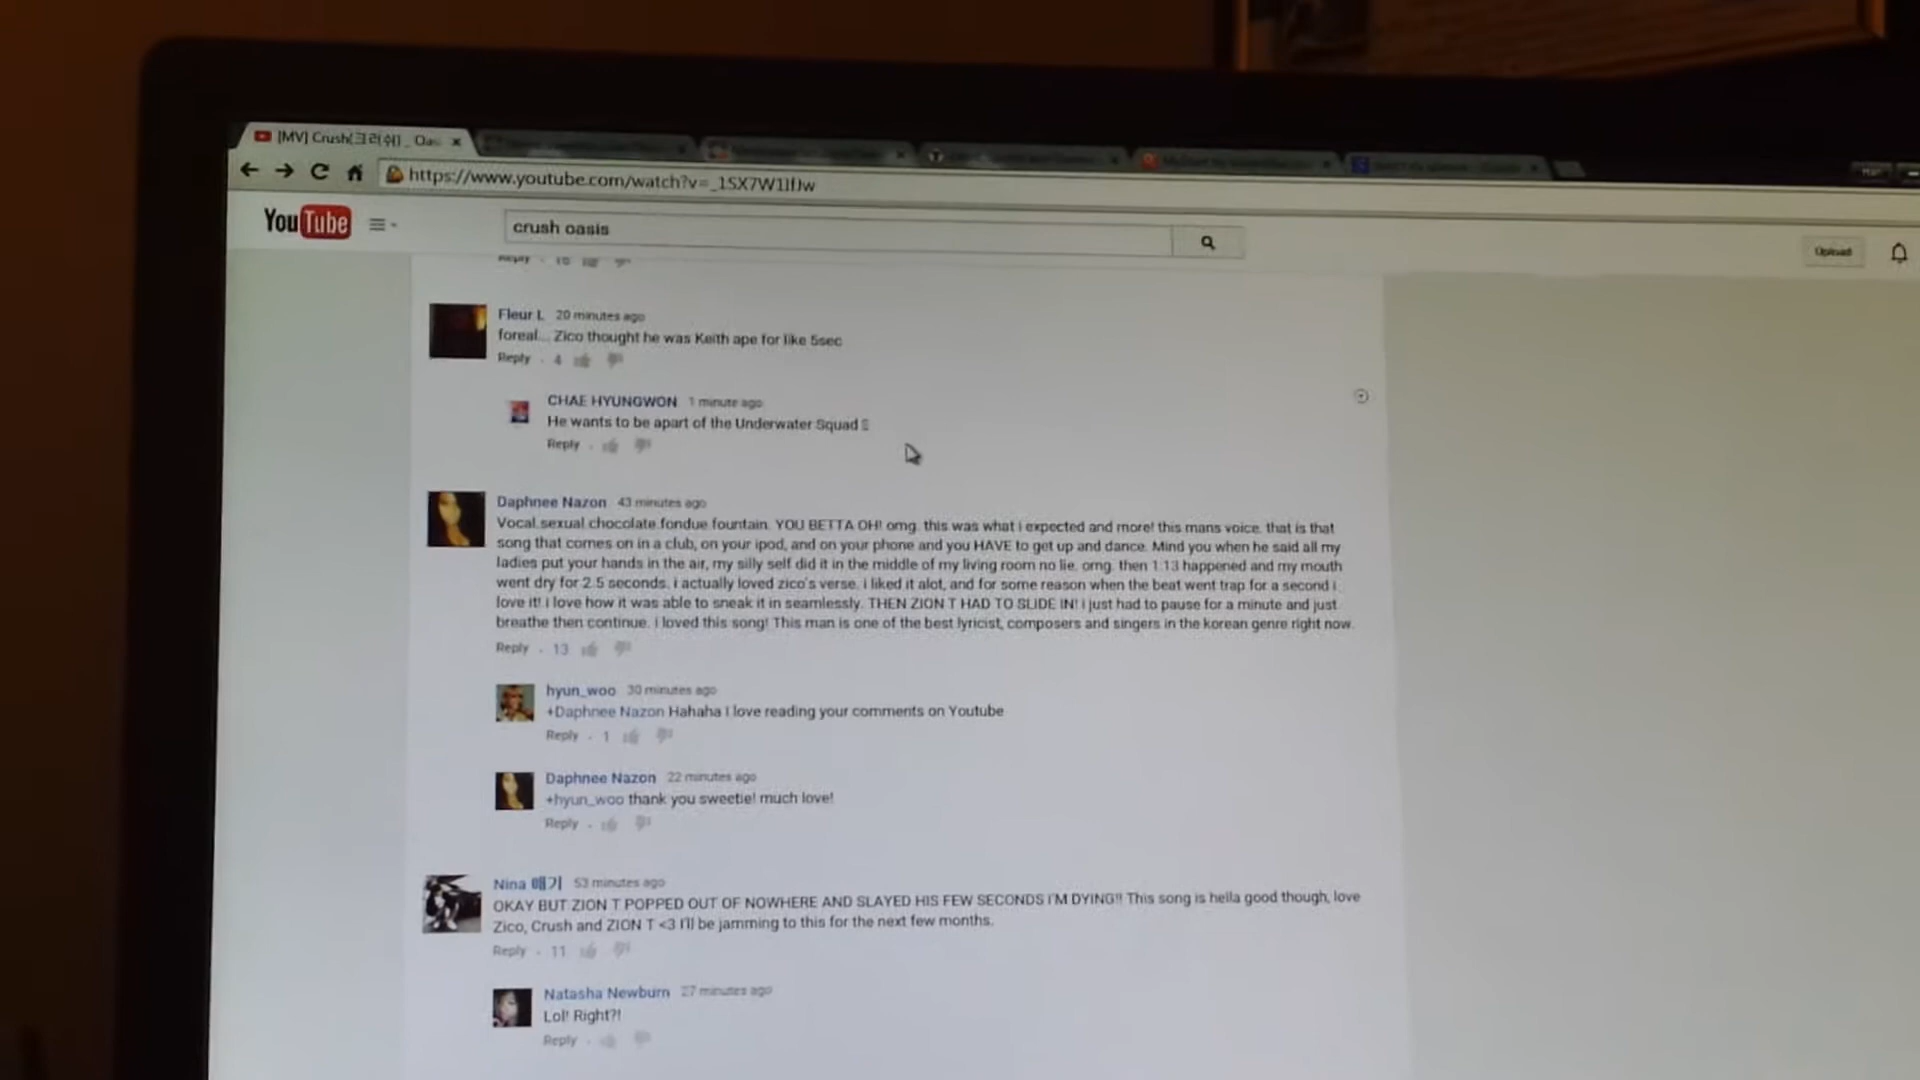 [MV] Crush(크러쉬) _ Oas
https://www.youtube.com/watch?v=_1SX7W1lfJw
YouTube
crush oasis
Upload
Reply · 16
Fleur L 20 minutes ago
foreal... Zico thought he was Keith ape for like 5sec
Reply · 4
CHAE HYUNGWON 1 minute ago
He wants to be apart of the Underwater Squad
Reply ·
Daphnee Nazon 43 minutes ago
Vocal.sexual chocolate.fondue fountain. YOU BETTA OH! omg. this was what i expected and more! this mans voice. that is that
song that comes on in a club, on your ipod, and on your phone and you HAVE to get up and dance. Mind you when he said all my
ladies put your hands in the air, my silly self did it in the middle of my living room no lie. omg. then 1:13 happened and my mouth
went dry for 2.5 seconds. i actually loved zico's verse. i liked it alot, and for some reason when the beat went trap for a second i
love it! i love how it was able to sneak it in seamlessly. THEN ZION T HAD TO SLIDE IN! i just had to pause for a minute and just
breathe then continue. i loved this song! This man is one of the best lyricist, composers and singers in the korean genre right now.
Reply · 13
hyun_woo 30 minutes ago
+Daphnee Nazon Hahaha I love reading your comments on Youtube
Reply · 1
Daphnee Nazon 22 minutes ago
+hyun_woo thank you sweetie! much love!
Reply ·
Nina 애기 53 minutes ago
OKAY BUT ZION T POPPED OUT OF NOWHERE AND SLAYED HIS FEW SECONDS I'M DYING!! This song is hella good though, love
Zico, Crush and ZION T <3 I'll be jamming to this for the next few months.
Reply · 11
Natasha Newburn 27 minutes ago
Lol! Right?!
Reply ·